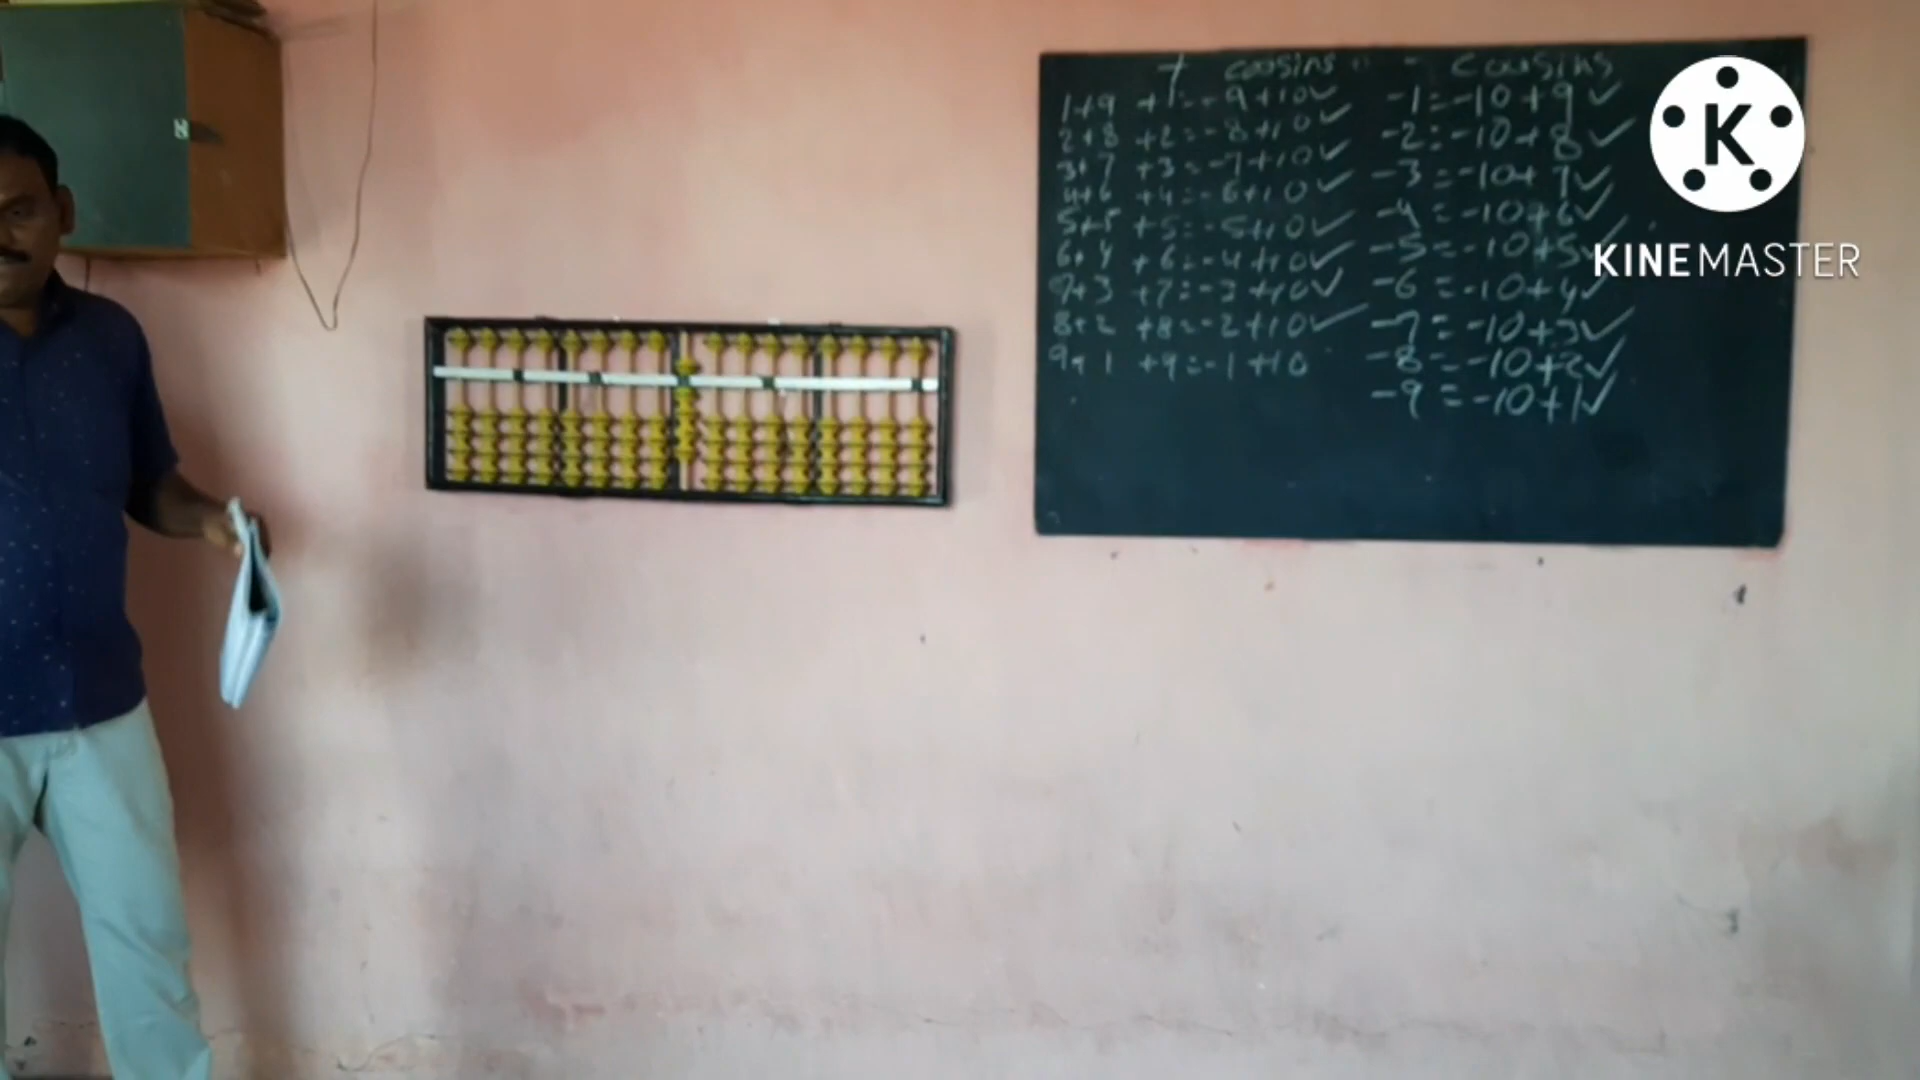 + cousins - Cousins
1+9 +1=-9+10✓ -1=-10+9✓
2+8 +2=-8+10✓ -2=-10+8✓
3+7 +3=-7+10✓ -3=-10+7✓
4+6 +4=-6+10✓ -4=-10+6✓
5+5 +5=-5+10✓ -5=-10+5✓
6+4 +6=-4+10✓ -6=-10+4✓
7+3 +7=-3+10✓ -7=-10+3✓
8+2 +8=-2+10✓ -8=-10+2✓
9+1 +9=-1+10 -9=-10+1✓
K
KINEMASTER